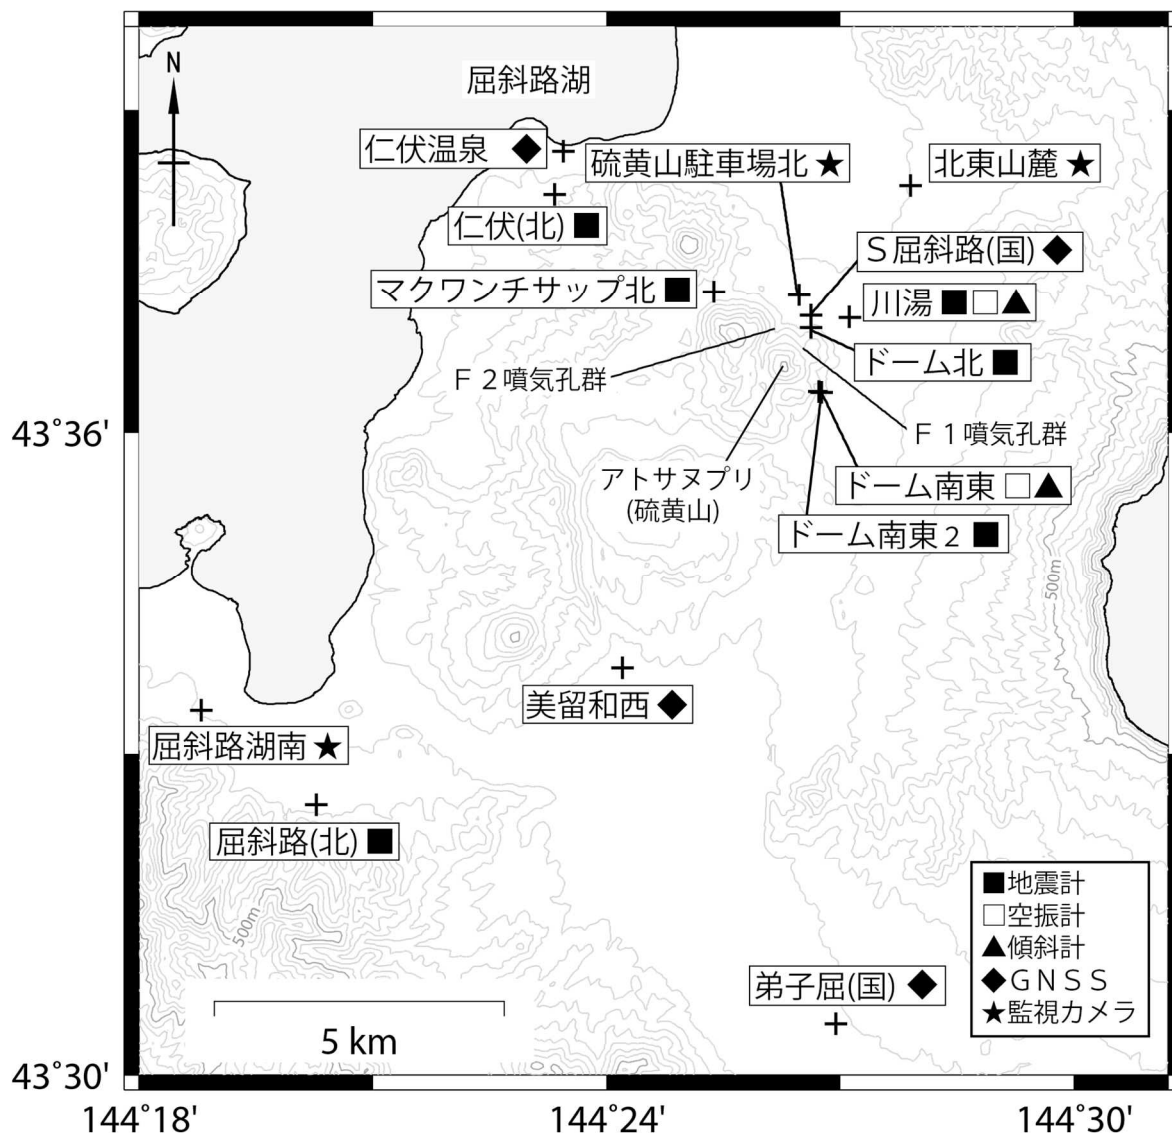 屈斜路湖
N
仁伏温泉 ◆
硫黄山駐車場北 ★
北東山麓 ★
仁伏(北) ■
S屈斜路(国) ◆
マクワンチサップ北 ■
川湯 ■□▲
ドーム北 ■
F2噴気孔群
F1噴気孔群
43°36'
アトサヌプリ
(硫黄山)
ドーム南東 □▲
ドーム南東2 ■
500m
美留和西 ◆
屈斜路湖南 ★
屈斜路(北) ■
500m
■地震計
□空振計
▲傾斜計
◆GNSS
★監視カメラ
弟子屈(国) ◆
5 km
43°30'
144°18'
144°24'
144°30'